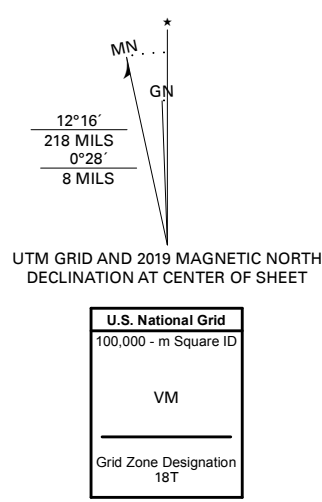 ★
MN
GN
12°16´
218 MILS
0°28´
8 MILS
UTM GRID AND 2019 MAGNETIC NORTH
DECLINATION AT CENTER OF SHEET
U.S. National Grid
100,000 - m Square ID
VM
Grid Zone Designation
18T